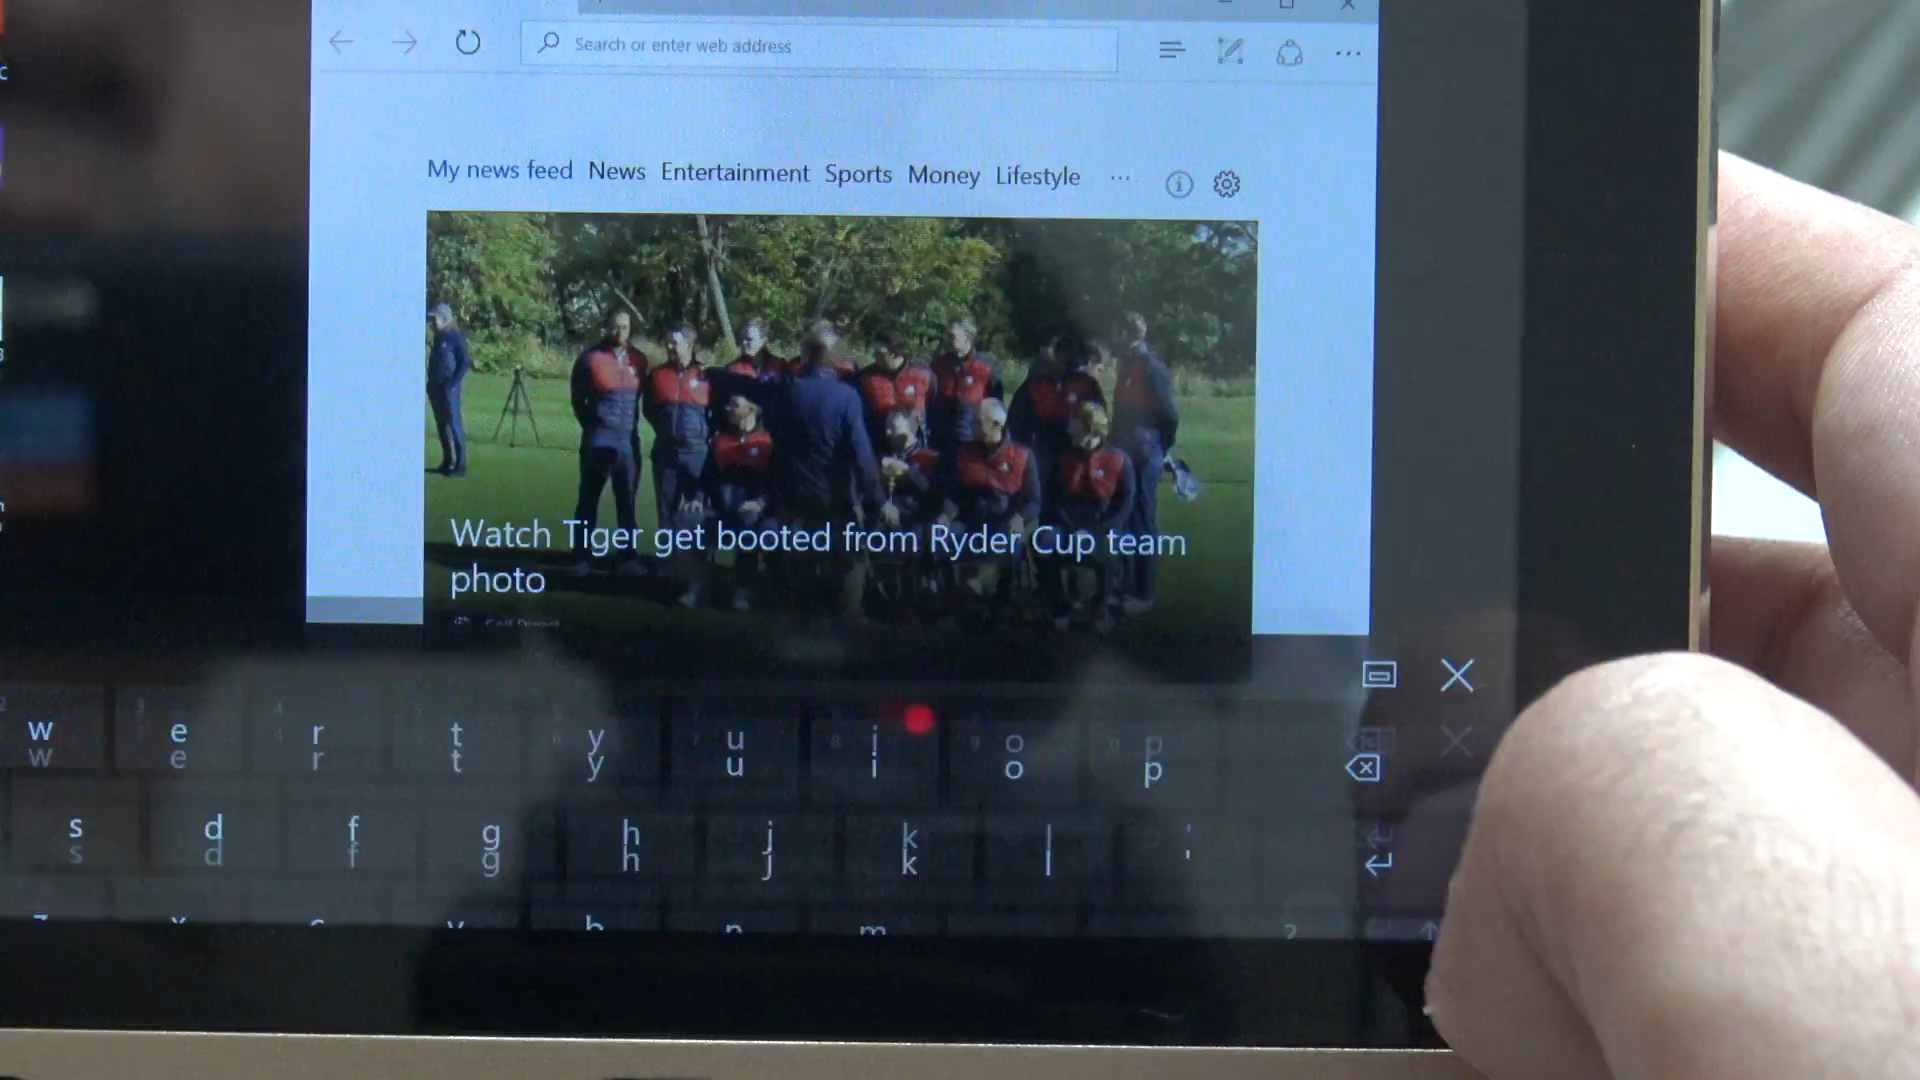 Search or enter web address
My news feed News Entertainment Sports Money Lifestyle ...
Watch Tiger get booted from Ryder Cup team
photo
w e r t y u i o p
w e r t y u i o p
s d f g h j k l '
s d f g h j k l '
b n m ?